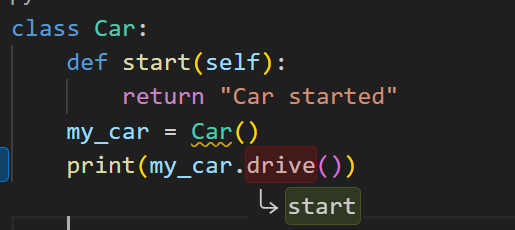 class Car:
    def start(self):
        return "Car started"
    my_car = Car()
    print(my_car.drive())
start